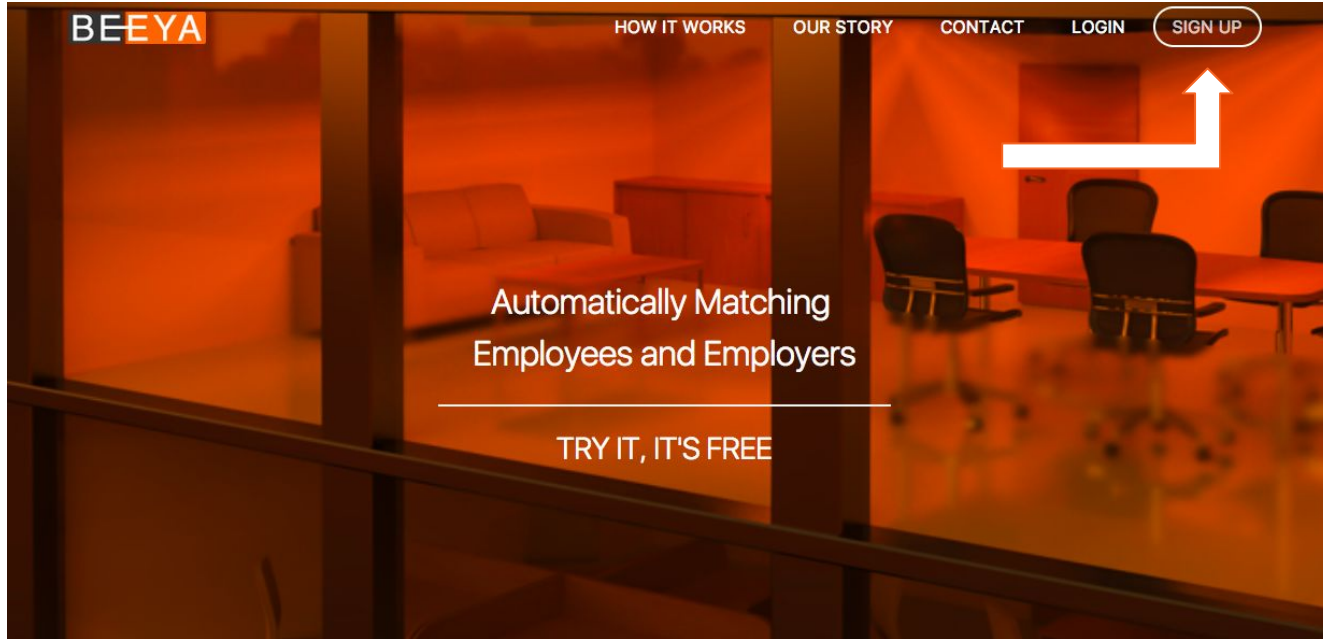 BEEYA
HOW IT WORKS OUR STORY CONTACT LOGIN SIGN UP
Automatically Matching
Employees and Employers
TRY IT, IT'S FREE